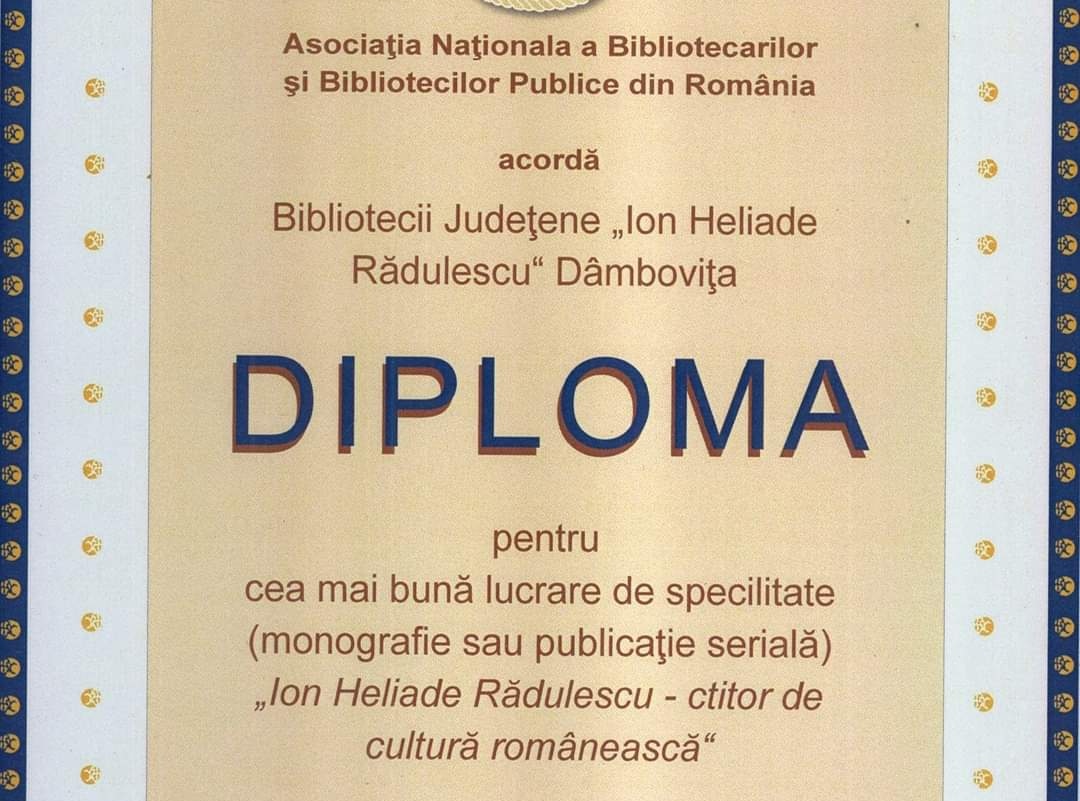 Asociaţia Naţionala a Bibliotecarilor
şi Bibliotecilor Publice din România
acordă
Bibliotecii Judeţene „Ion Heliade
Rădulescu“ Dâmboviţa
DIPLOMA
pentru
cea mai bună lucrare de specilitate
(monografie sau publicaţie serială)
„Ion Heliade Rădulescu - ctitor de
cultură românească“